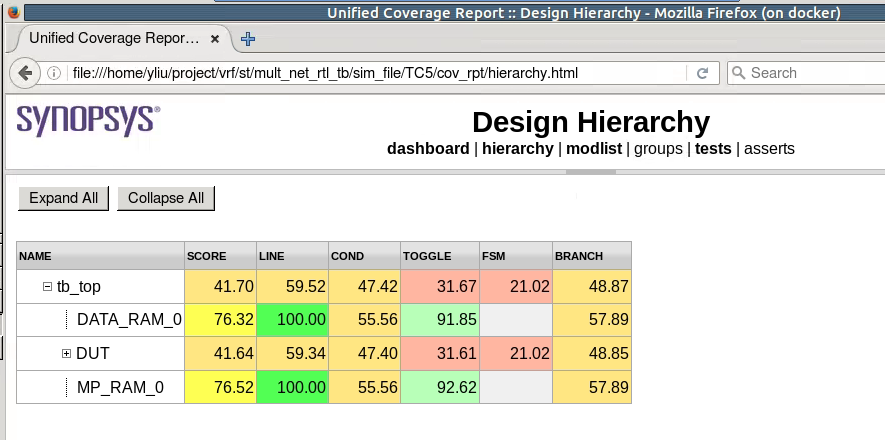 Unified Coverage Report :: Design Hierarchy - Mozilla Firefox (on docker)
Unified Coverage Repor... ×
file:///home/yliu/project/vrf/st/mult_net_rtl_tb/sim_file/TC5/cov_rpt/hierarchy.html Search
SYNOPSYS®
Design Hierarchy
dashboard | hierarchy | modlist | groups | tests | asserts
Expand All Collapse All
NAME SCORE LINE COND TOGGLE FSM BRANCH
tb_top 41.70 59.52 47.42 31.67 21.02 48.87
DATA_RAM_0 76.32 100.00 55.56 91.85 57.89
DUT 41.64 59.34 47.40 31.61 21.02 48.85
MP_RAM_0 76.52 100.00 55.56 92.62 57.89